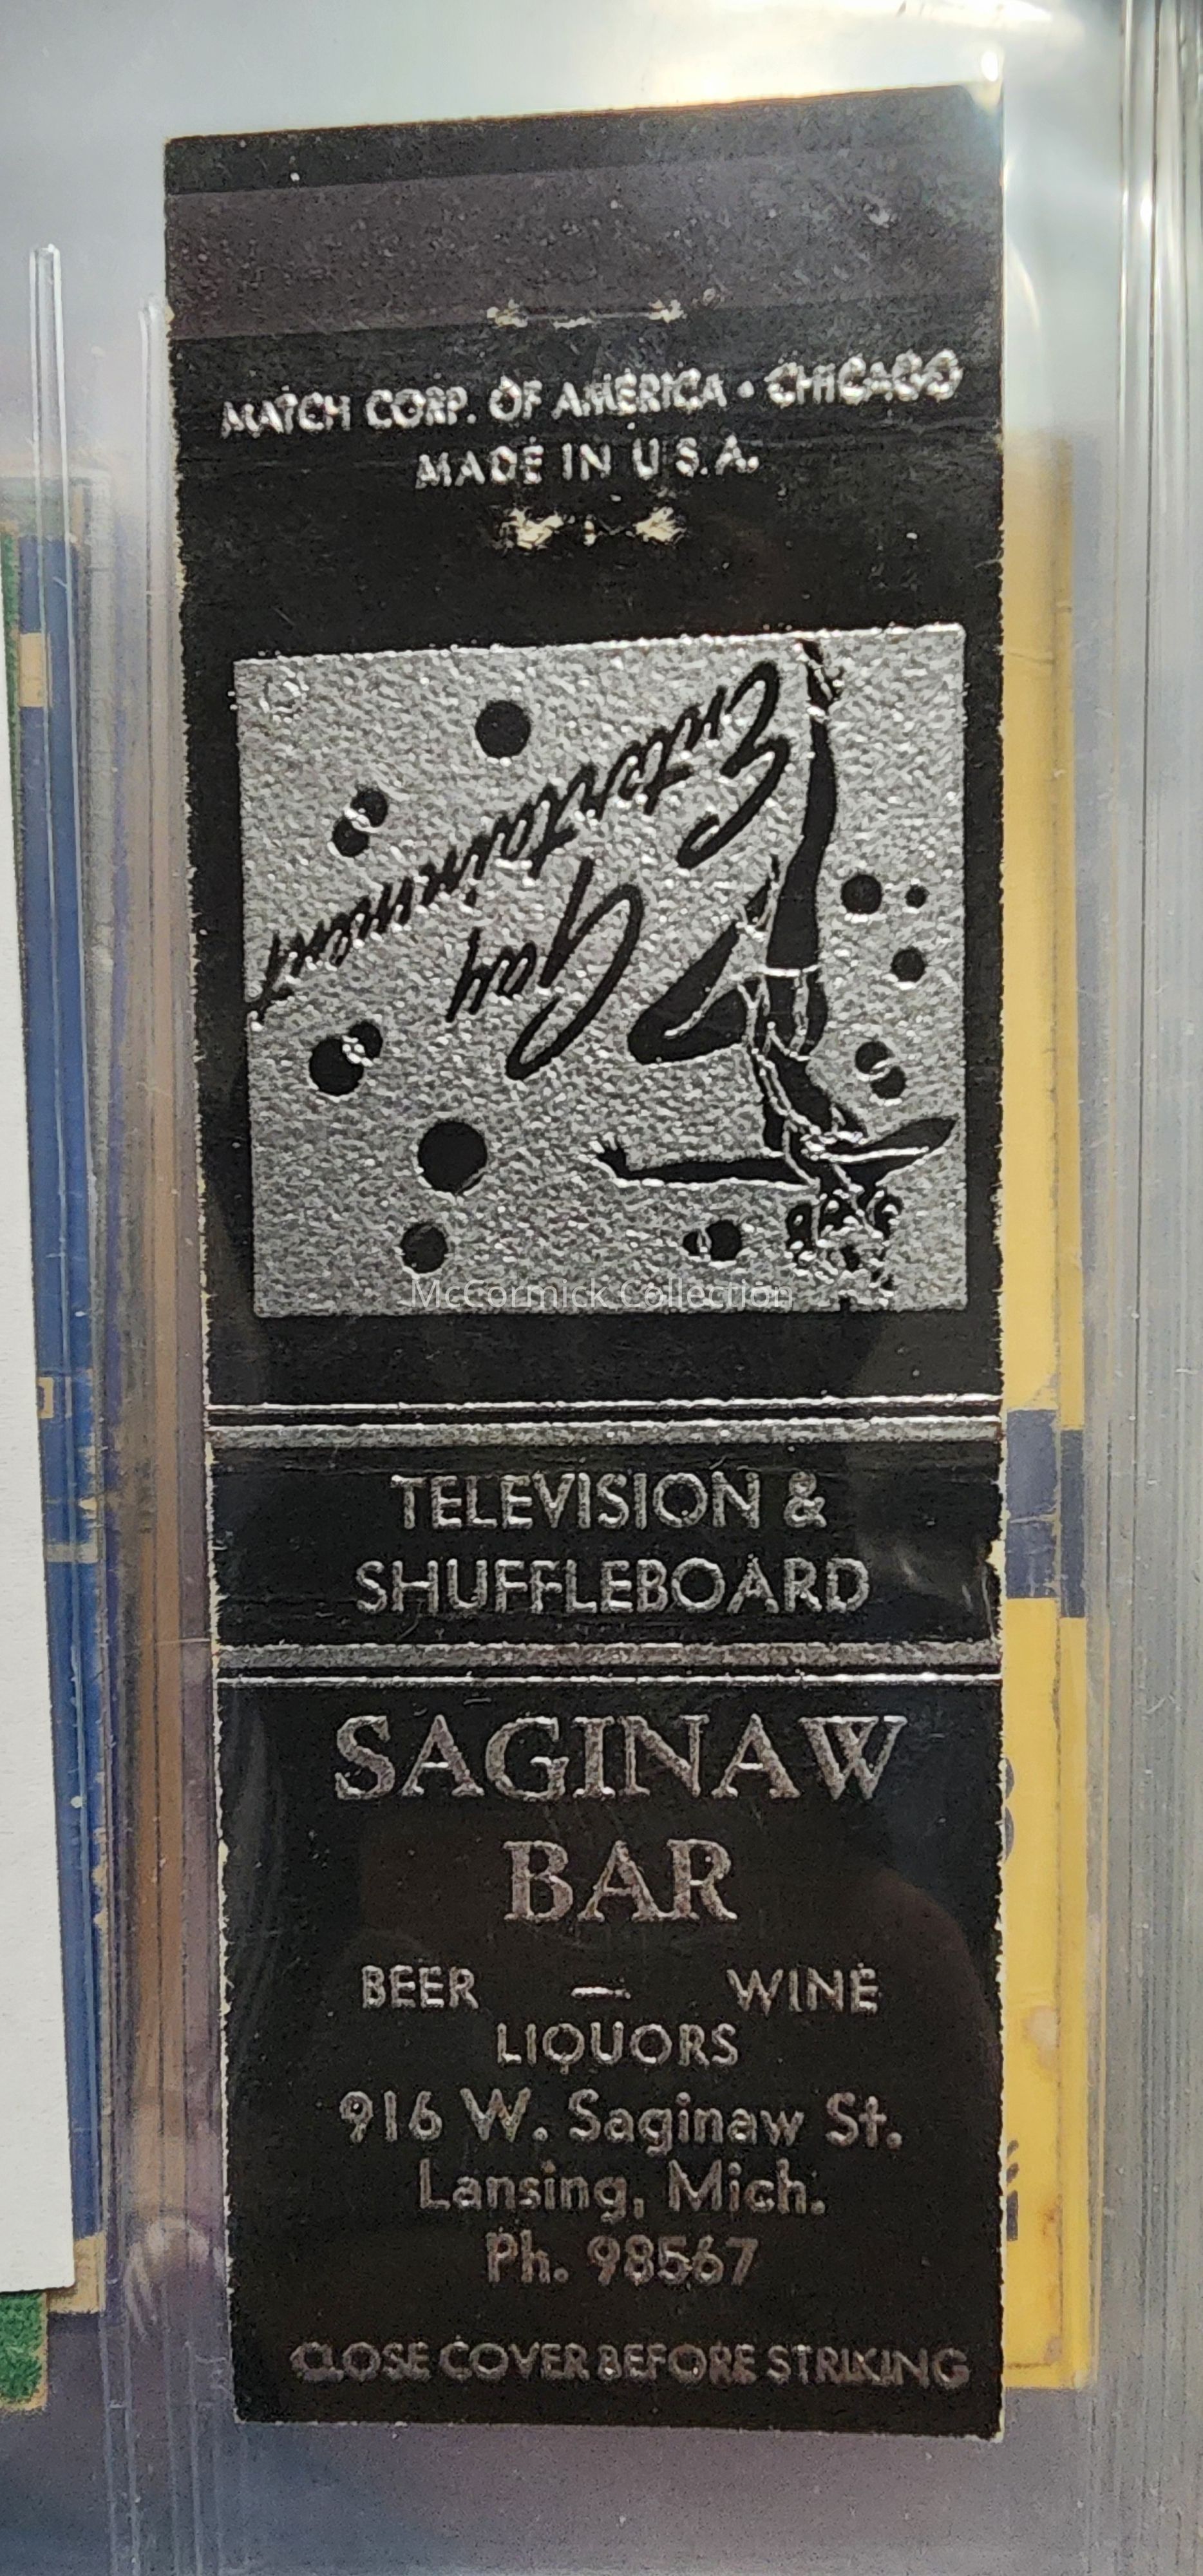 MATCH CORP. OF AMERICA • CHICAGO
MADE IN U.S.A.
Gay
Entertainment
McCormick Collection
TELEVISION &
SHUFFLEBOARD
SAGINAW
BAR
BEER — WINE
LIQUORS
916 W. Saginaw St.
Lansing, Mich.
Ph. 98567
CLOSE COVER BEFORE STRIKING